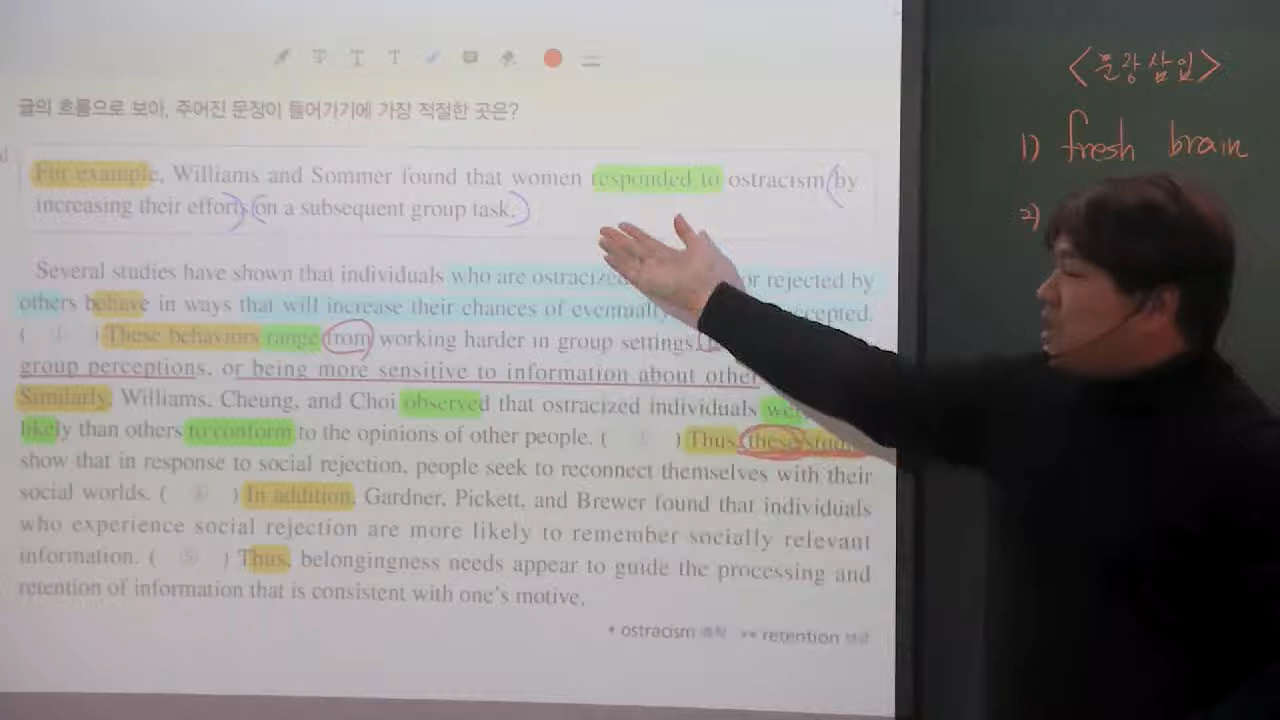 글의 흐름으로 보아, 주어진 문장이 들어가기에 가장 적절한 곳은?
For example, Williams and Sommer found that women responded to ostracism by
increasing their efforts on a subsequent group task.
Several studies have shown that individuals who are ostracized or rejected by
others behave in ways that will increase their chances of eventually accepted.
( ① ) These behaviors range from working harder in group settings
group perceptions, or being more sensitive to information about other
Similarly, Williams, Cheung, and Choi observed that ostracized individuals
likely than others to conform to the opinions of other people. ( ) Thus, these
show that in response to social rejection, people seek to reconnect themselves with their
social worlds. ( ④ ) In addition, Gardner, Pickett, and Brewer found that individuals
who experience social rejection are more likely to remember socially relevant
information. ( ⑤ ) Thus, belongingness needs appear to guide the processing and
retention of information that is consistent with one's motive.
* ostracism ** retention
<문장삽입>
1) fresh brain
2)